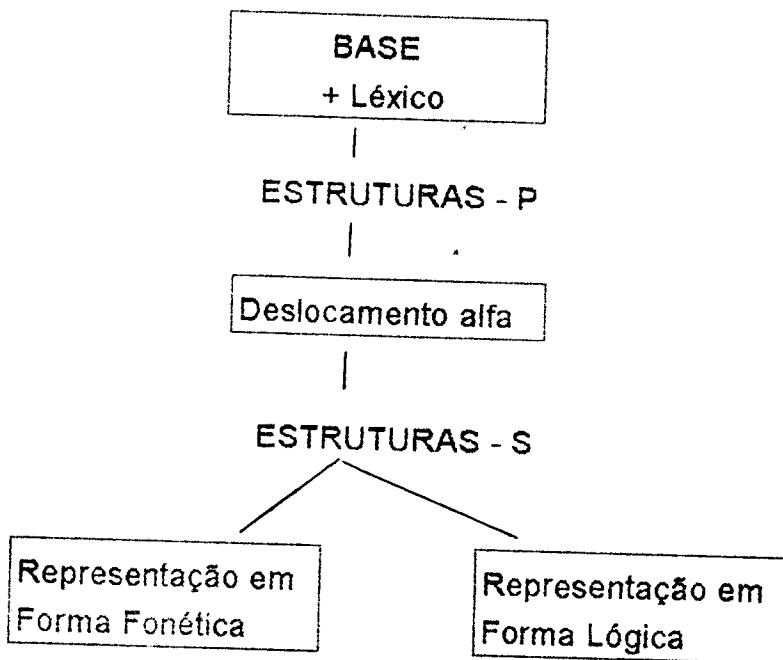 BASE
+ Léxico
ESTRUTURAS - P
Deslocamento alfa
ESTRUTURAS - S
Representação em
Forma Fonética
Representação em
Forma Lógica